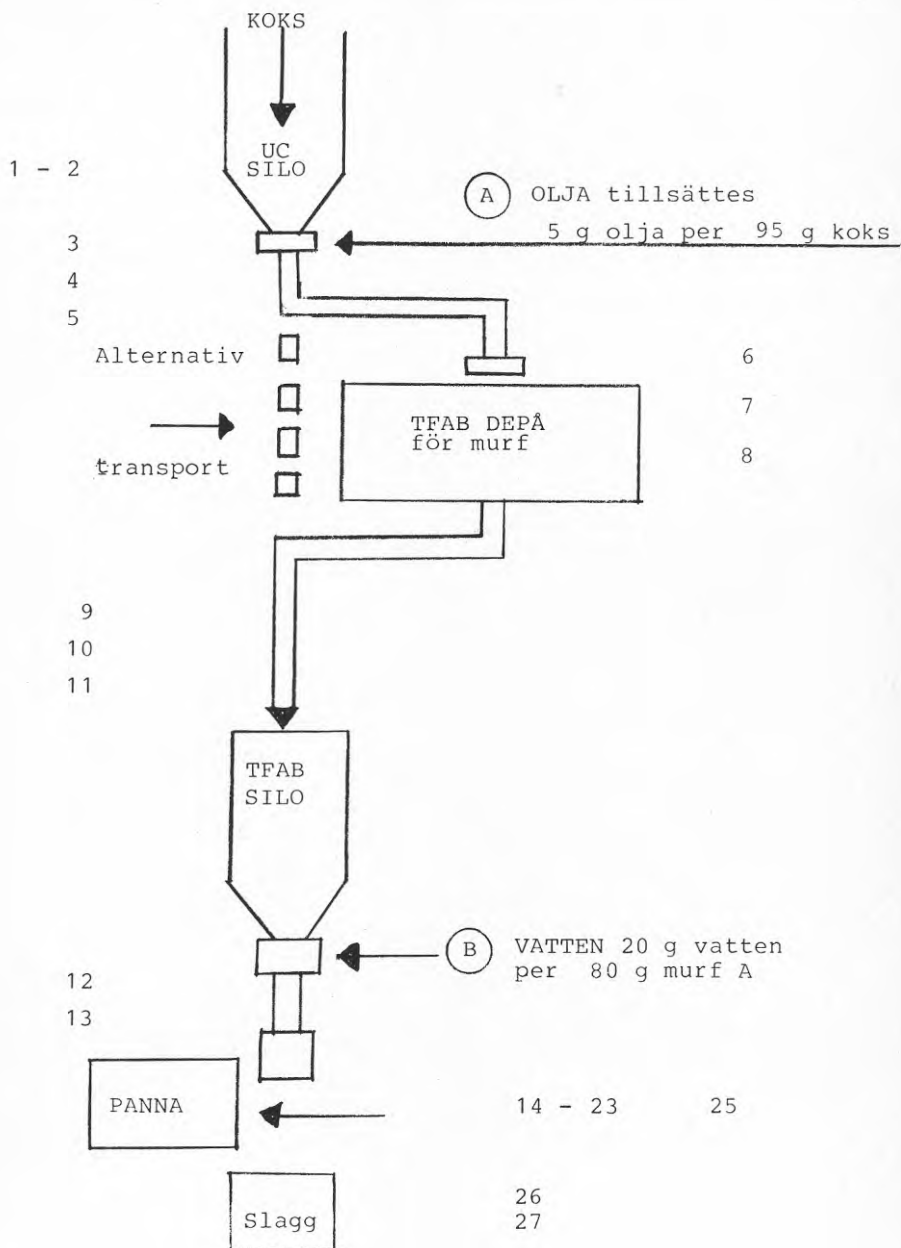 KOKS
UC
SILO
1 - 2
A OLJA tillsättes
5 g olja per 95 g koks
3
4
5
Alternativ
6
7
TFAB DEPÅ
för murf
8
transport
9
10
11
TFAB
SILO
B VATTEN 20 g vatten
per 80 g murf A
12
13
PANNA
14 - 23 25
Slagg
26
27